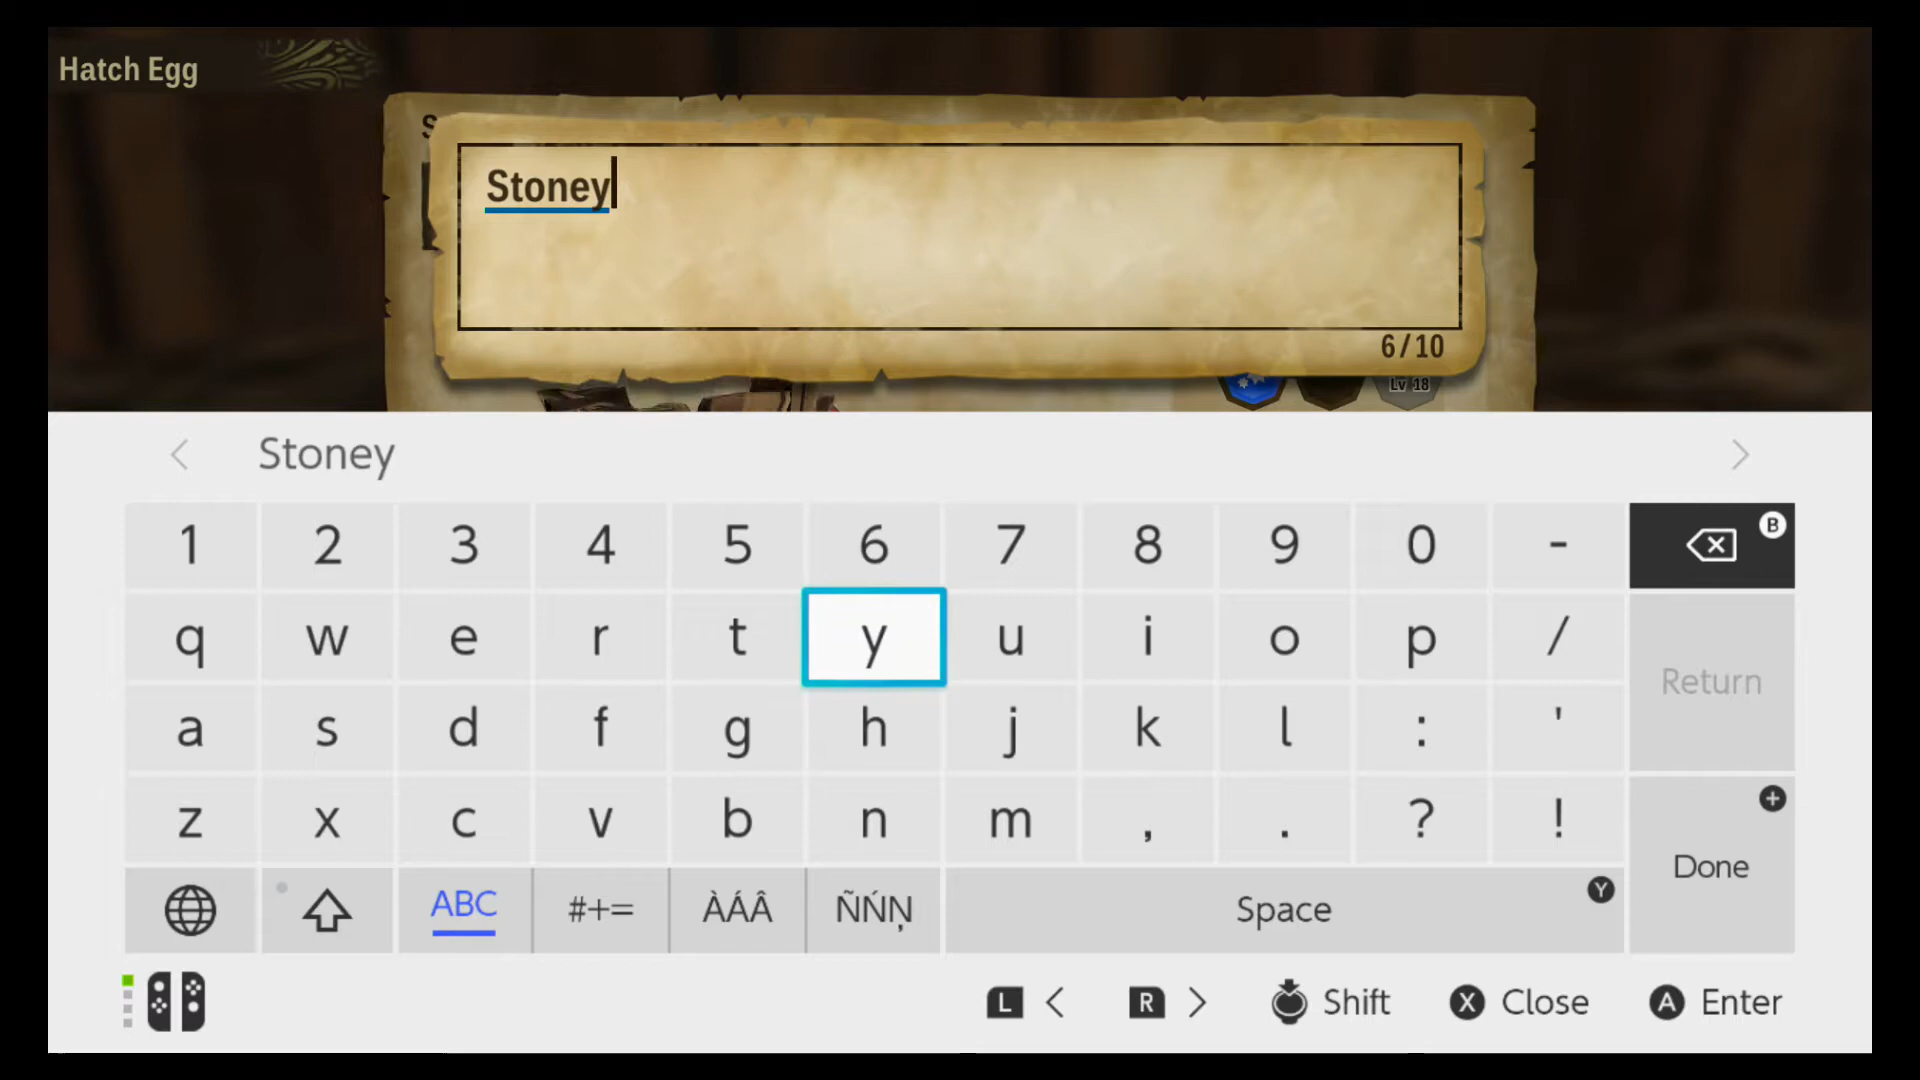 Hatch Egg
S
Stoney
6/10
Lv 18
Stoney
1 2 3 4 5 6 7 8 9 0 - B
q w e r t y u i o p / Return
a s d f g h j k l : '
z x c v b n m , . ? ! + Done
ABC #+= ÀÁÂ ÑŃŅ Space Y
L < R > Shift X Close A Enter